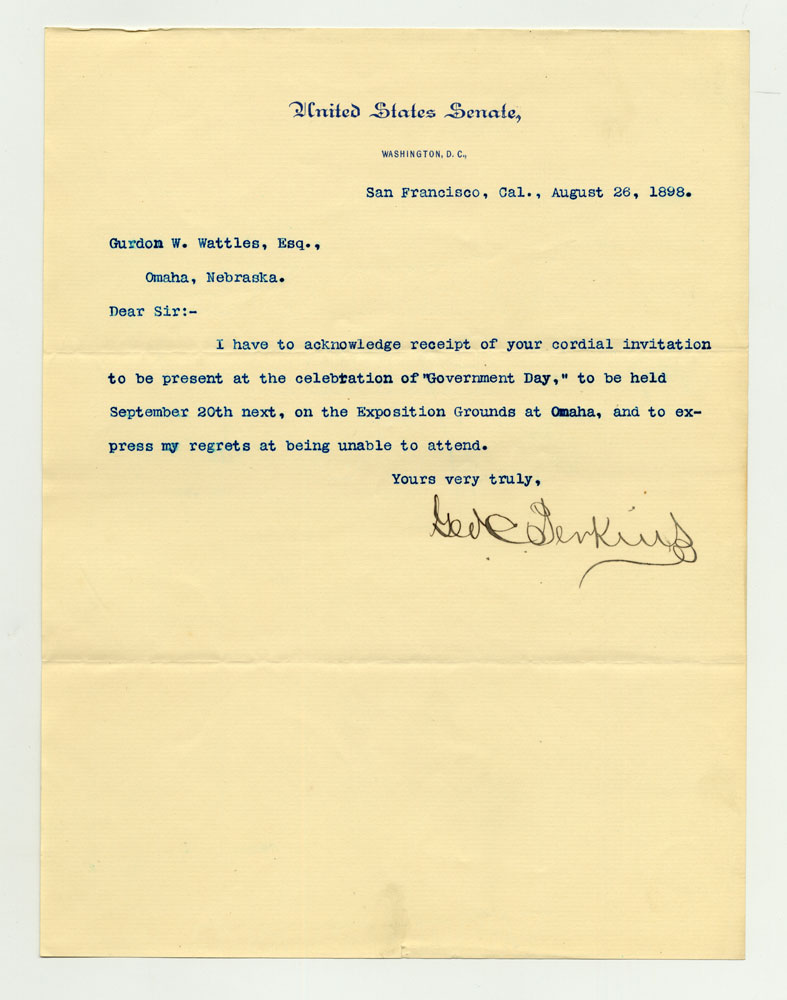 United States Senate,
WASHINGTON, D. C.,
San Francisco, Cal., August 26, 1898.
Gurdon W. Wattles, Esq.,
Omaha, Nebraska.
Dear Sir:-
I have to acknowledge receipt of your cordial invitation
to be present at the celebration of "Government Day," to be held
September 20th next, on the Exposition Grounds at Omaha, and to ex-
press my regrets at being unable to attend.
Yours very truly,
Geo C Perkins